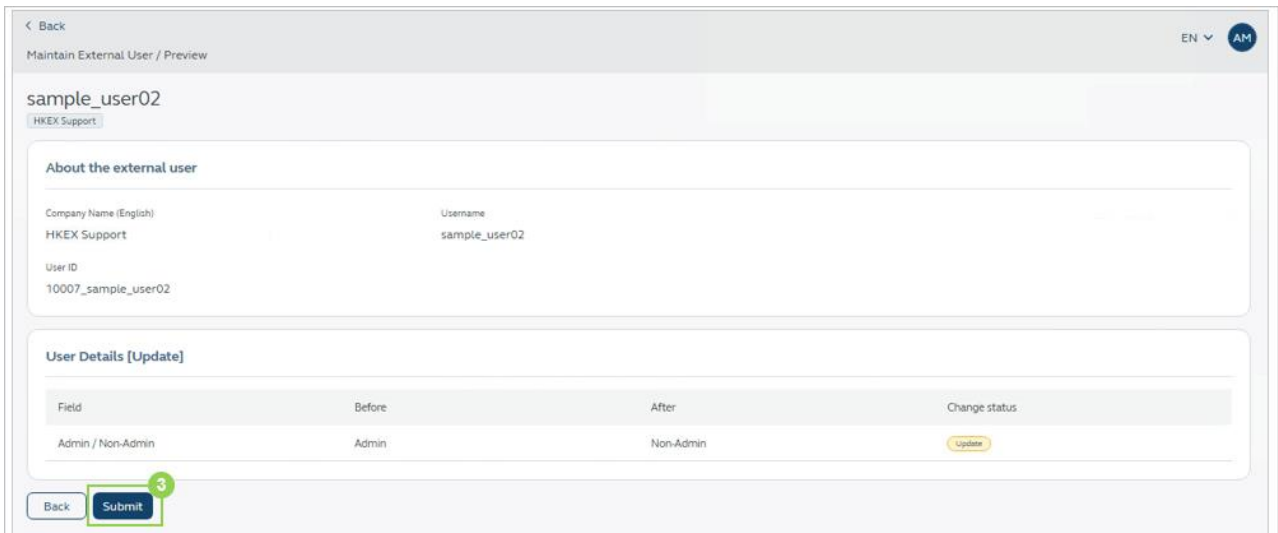 < Back
EN AM
Maintain External User / Preview
sample_user02
HKEX Support
About the external user
Company Name (English) Username
HKEX Support sample_user02
User ID
10007_sample_user02
User Details [Update]
Field Before After Change status
Admin / Non-Admin Admin Non-Admin Update
3
Back Submit